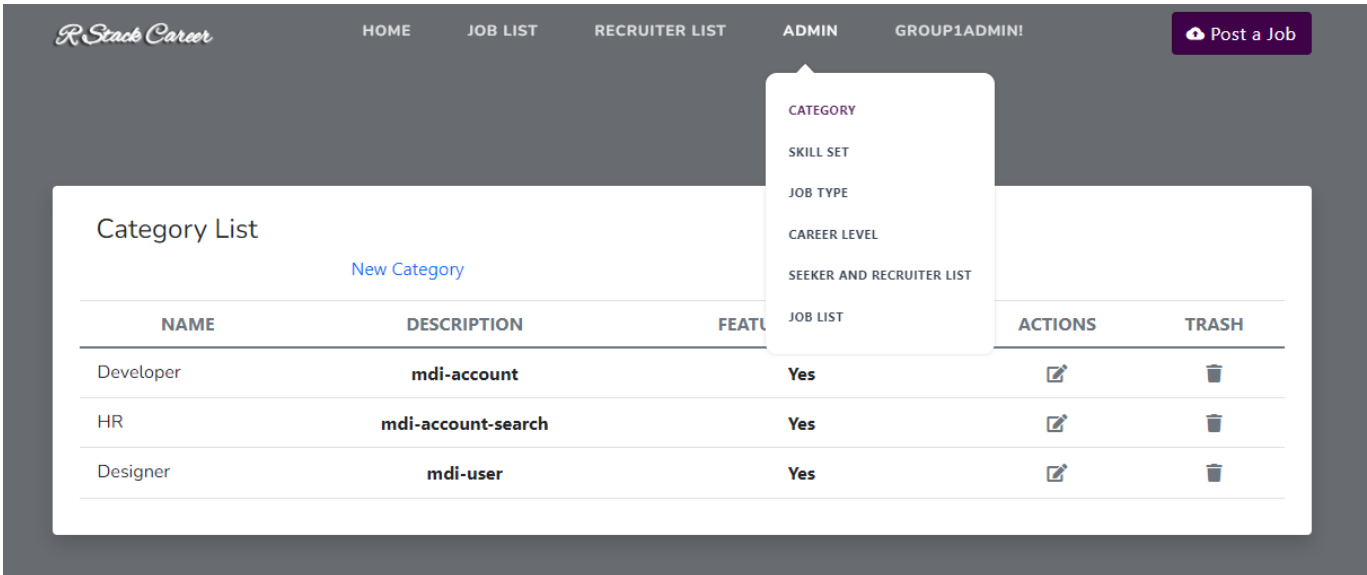 R Stack Career HOME JOB LIST RECRUITER LIST ADMIN GROUP1ADMIN! Post a Job
CATEGORY
SKILL SET
JOB TYPE
CAREER LEVEL
SEEKER AND RECRUITER LIST
JOB LIST
Category List
New Category
NAME DESCRIPTION FEATU ACTIONS TRASH
Developer mdi-account Yes
HR mdi-account-search Yes
Designer mdi-user Yes